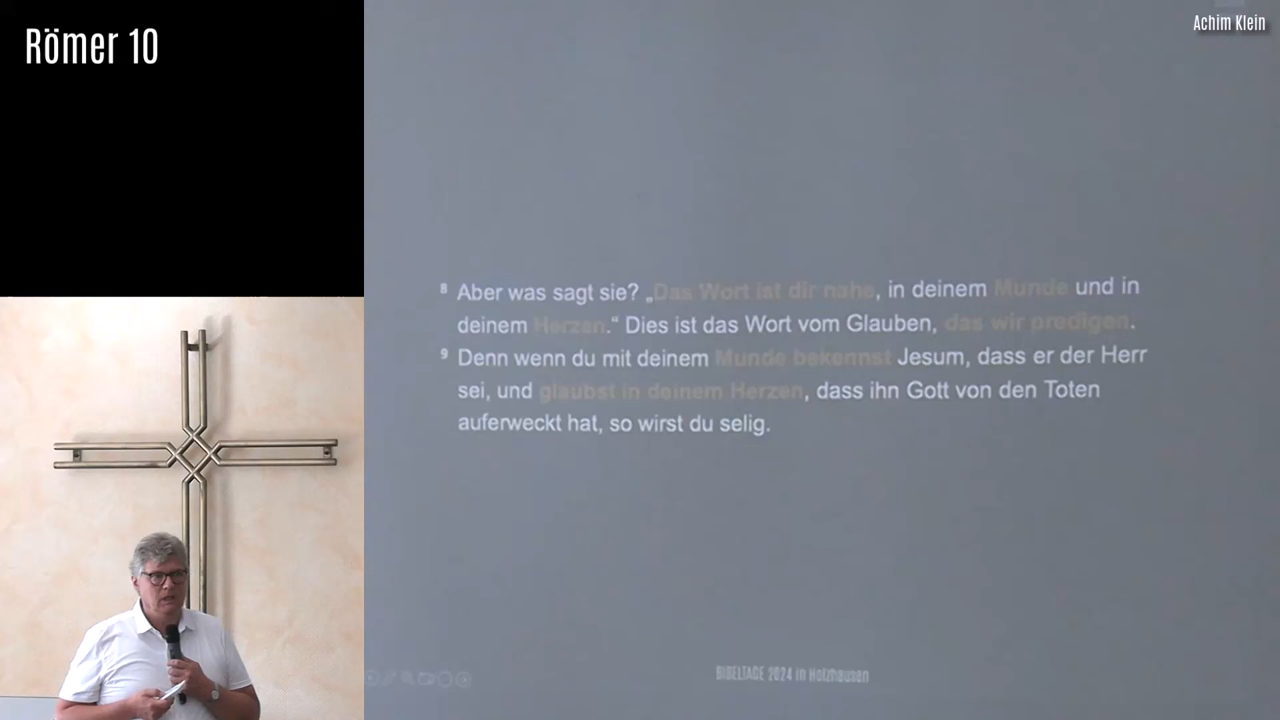 Römer 10
Achim Klein
8 Aber was sagt sie? „Das Wort ist dir nahe, in deinem Munde und in
deinem Herzen.“ Dies ist das Wort vom Glauben, das wir predigen.
9 Denn wenn du mit deinem Munde bekennst Jesum, dass er der Herr
sei, und glaubst in deinem Herzen, dass ihn Gott von den Toten
auferweckt hat, so wirst du selig.
BIBELTAGE 2024 in Holzhausen